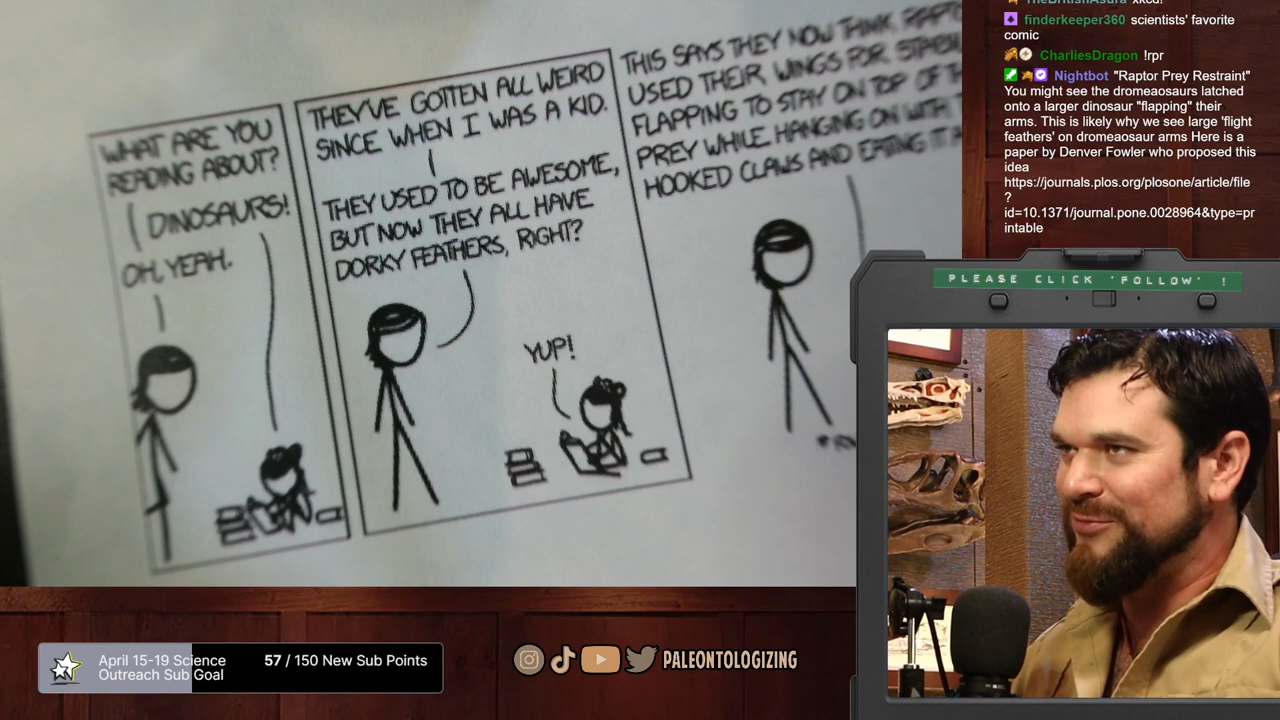 WHAT ARE YOU
READING ABOUT?
DINOSAURS!
OH, YEAH.
THEY'VE GOTTEN ALL WEIRD
SINCE WHEN I WAS A KID.
THEY USED TO BE AWESOME,
BUT NOW THEY ALL HAVE
DORKY FEATHERS, RIGHT?
YUP!
THIS SAYS THEY NOW THINK
USED THEIR WINGS FOR
FLAPPING TO STAY ON TOP OF
PREY WHILE HANGING ON WITH
HOOKED CLAWS AND EATING IT
xkcd!
finderkeeper360 scientists' favorite
comic
CharliesDragon !rpr
Nightbot "Raptor Prey Restraint"
You might see the dromeaosaurs latched
onto a larger dinosaur "flapping" their
arms. This is likely why we see large 'flight
feathers' on dromeaosaur arms Here is a
paper by Denver Fowler who proposed this
idea
https://journals.plos.org/plosone/article/file
?
id=10.1371/journal.pone.0028964&type=pr
intable
PLEASE CLICK 'FOLLOW' !
April 15-19 Science
Outreach Sub Goal
57 / 150 New Sub Points
PALEONTOLOGIZING